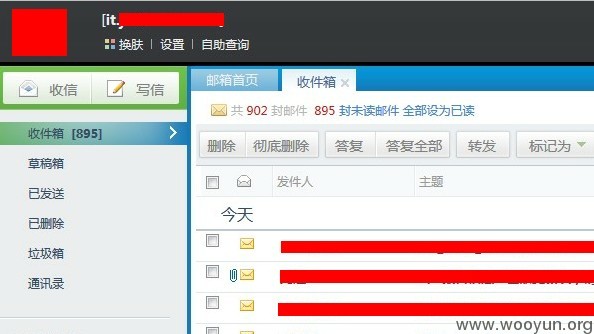 [it.
换肤 | 设置 | 自助查询
收信 写信
邮箱首页 收件箱
共 902 封邮件 895 封未读邮件 全部设为已读
收件箱 [895]
草稿箱
已发送
已删除
垃圾箱
通讯录
删除 彻底删除 答复 答复全部 转发 标记为
发件人 主题
今天
www.wooyun.org